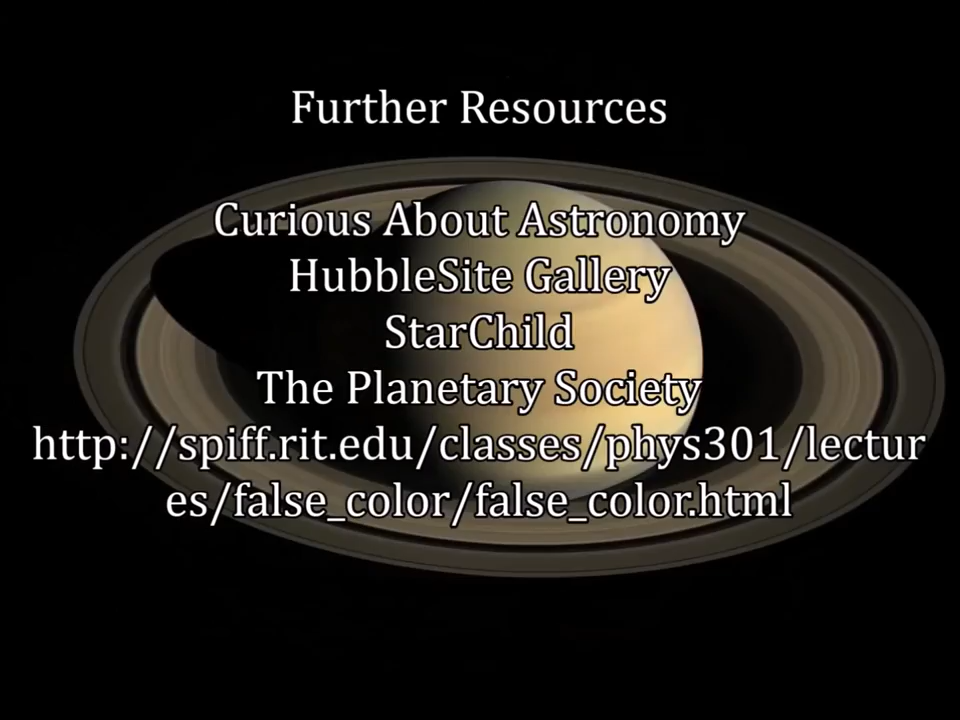 Further Resources
Curious About Astronomy
HubbleSite Gallery
StarChild
The Planetary Society
http://spiff.rit.edu/classes/phys301/lectur
es/false_color/false_color.html